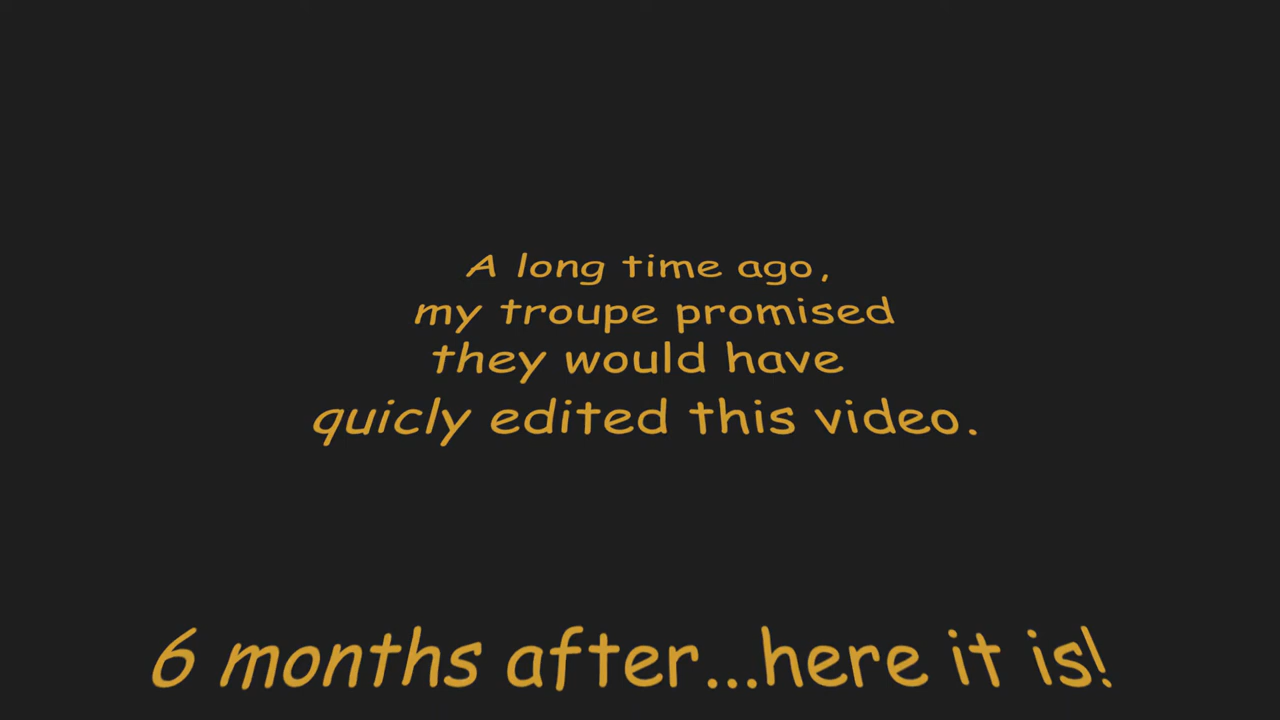 A long time ago,
my troupe promised
they would have
quicly edited this video.
6 months after...here it is!